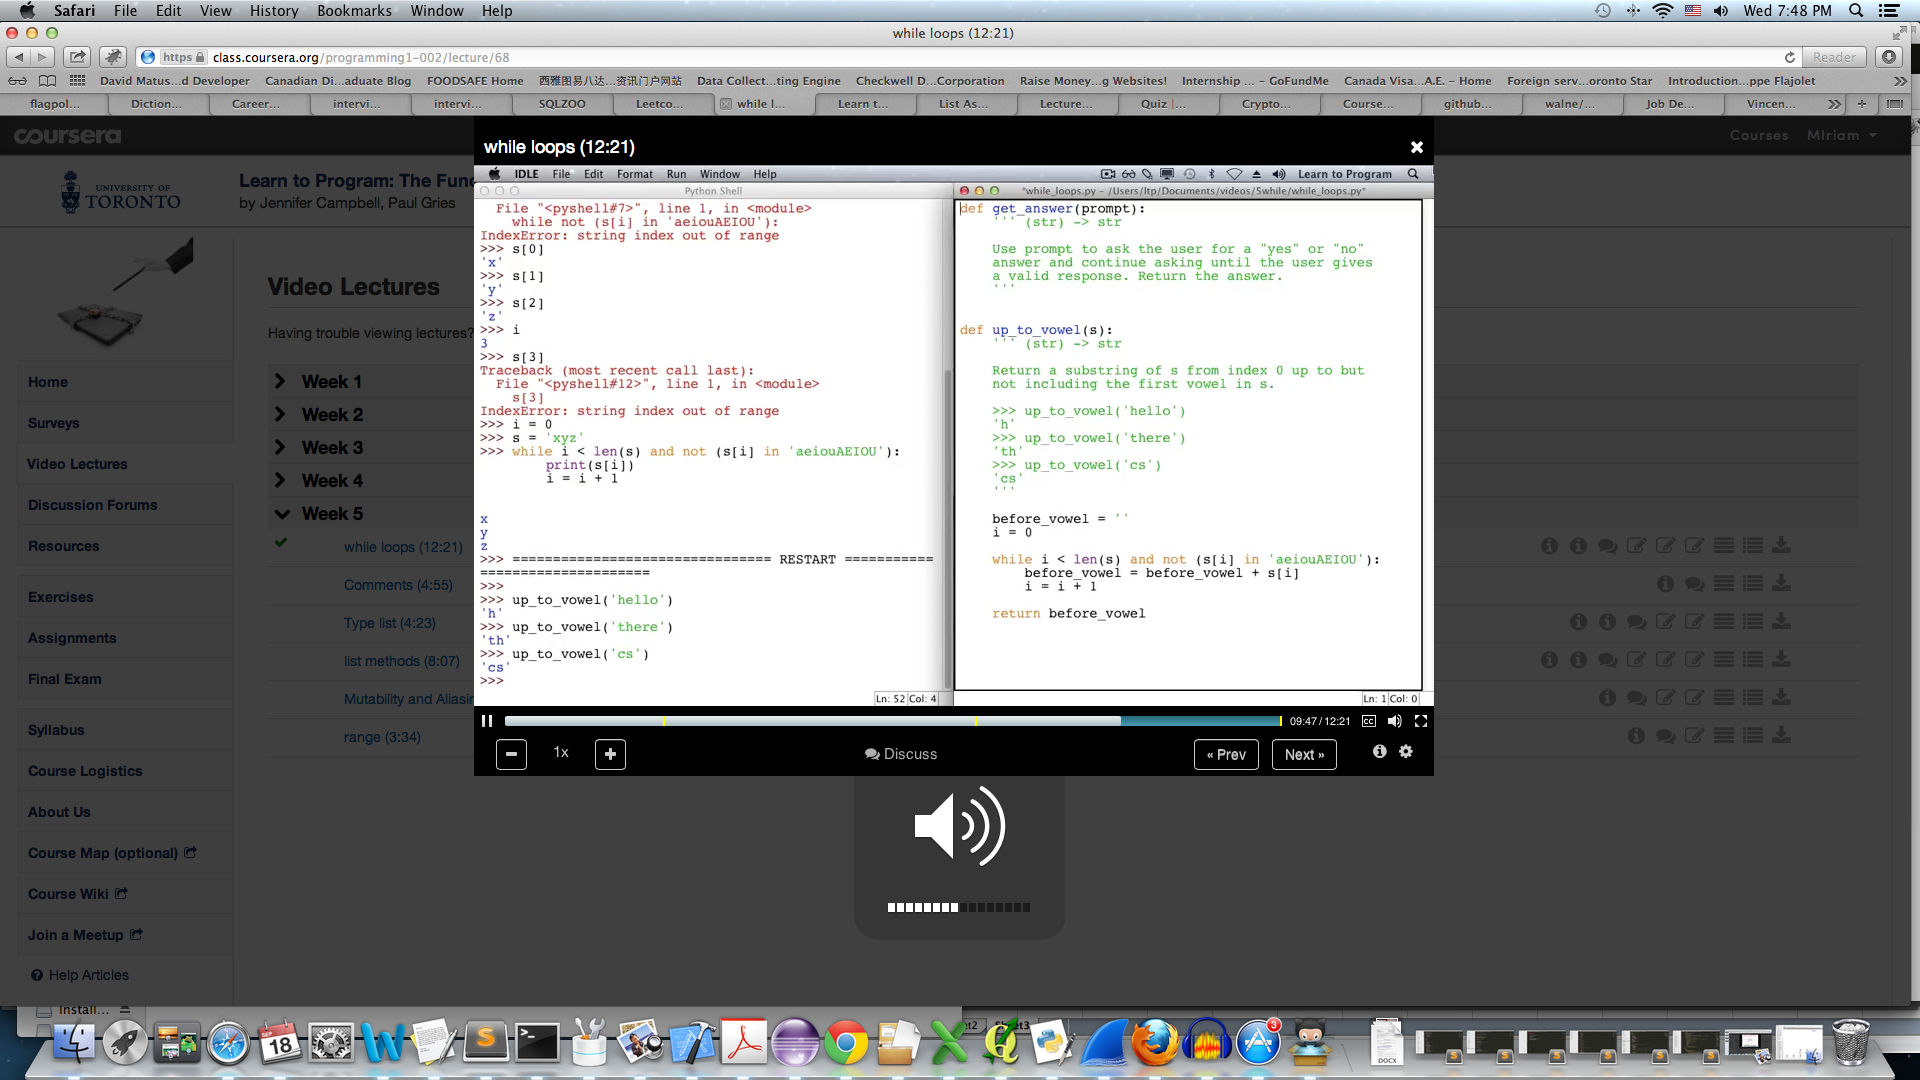 Safari File Edit View History Bookmarks Window Help Wed 7:48 PM
while loops (12:21)
https class.coursera.org/programming1-002/lecture/68 Reader
David Matus...d Developer Canadian Di...aduate Blog FOODSAFE Home 西雅图易八达...资讯门户网站 Data Collect...ting Engine Checkwell D...Corporation Raise Money...g Websites! Internship ... - GoFundMe Canada Visa...A.E. - Home Foreign serv...oronto Star Introduction...ppe Flajolet
flagpol... Diction... Career... intervi... intervi... SQLZOO Leetco... while l... Learn t... List As... Lecture... Quiz |... Crypto... Course... github... walne/... Job De... Vincen...
coursera Courses MIriam
UNIVERSITY OF TORONTO
Learn to Program: The Fun
by Jennifer Campbell, Paul Gries
Home
Surveys
Video Lectures
Discussion Forums
Resources
Exercises
Assignments
Final Exam
Syllabus
Course Logistics
About Us
Course Map (optional)
Course Wiki
Join a Meetup
Help Articles
Video Lectures
Having trouble viewing lectures?
Week 1
Week 2
Week 3
Week 4
Week 5
while loops (12:21)
Comments (4:55)
Type list (4:23)
list methods (8:07)
Mutability and Aliasin
range (3:34)
while loops (12:21)
IDLE File Edit Format Run Window Help Learn to Program
Python Shell
File "<pyshell#7>", line 1, in <module>
while not (s[i] in 'aeiouAEIOU'):
IndexError: string index out of range
>>> s[0]
'x'
>>> s[1]
'y'
>>> s[2]
'z'
>>> i
3
>>> s[3]
Traceback (most recent call last):
File "<pyshell#12>", line 1, in <module>
s[3]
IndexError: string index out of range
>>> i = 0
>>> s = 'xyz'
>>> while i < len(s) and not (s[i] in 'aeiouAEIOU'):
print(s[i])
i = i + 1
x
y
z
>>> ================================ RESTART ===========
=====================
>>>
>>> up_to_vowel('hello')
'h'
>>> up_to_vowel('there')
'th'
>>> up_to_vowel('cs')
'cs'
>>>
Ln: 52 Col: 4
*while_loops.py - /Users/ltp/Documents/videos/5while/while_loops.py*
def get_answer(prompt):
''' (str) -> str
Use prompt to ask the user for a "yes" or "no"
answer and continue asking until the user gives
a valid response. Return the answer.
'''
def up_to_vowel(s):
''' (str) -> str
Return a substring of s from index 0 up to but
not including the first vowel in s.
>>> up_to_vowel('hello')
'h'
>>> up_to_vowel('there')
'th'
>>> up_to_vowel('cs')
'cs'
'''
before_vowel = ''
i = 0
while i < len(s) and not (s[i] in 'aeiouAEIOU'):
before_vowel = before_vowel + s[i]
i = i + 1
return before_vowel
Ln: 1 Col: 0
09:47 / 12:21 CC
1x Discuss « Prev Next »
Install...
SEP
18
3
DOCX